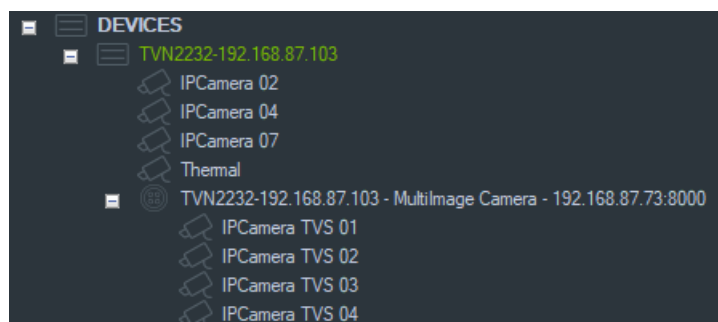 DEVICES
TVN2232-192.168.87.103
IPCamera 02
IPCamera 04
IPCamera 07
Thermal
TVN2232-192.168.87.103 - MultiImage Camera - 192.168.87.73:8000
IPCamera TVS 01
IPCamera TVS 02
IPCamera TVS 03
IPCamera TVS 04